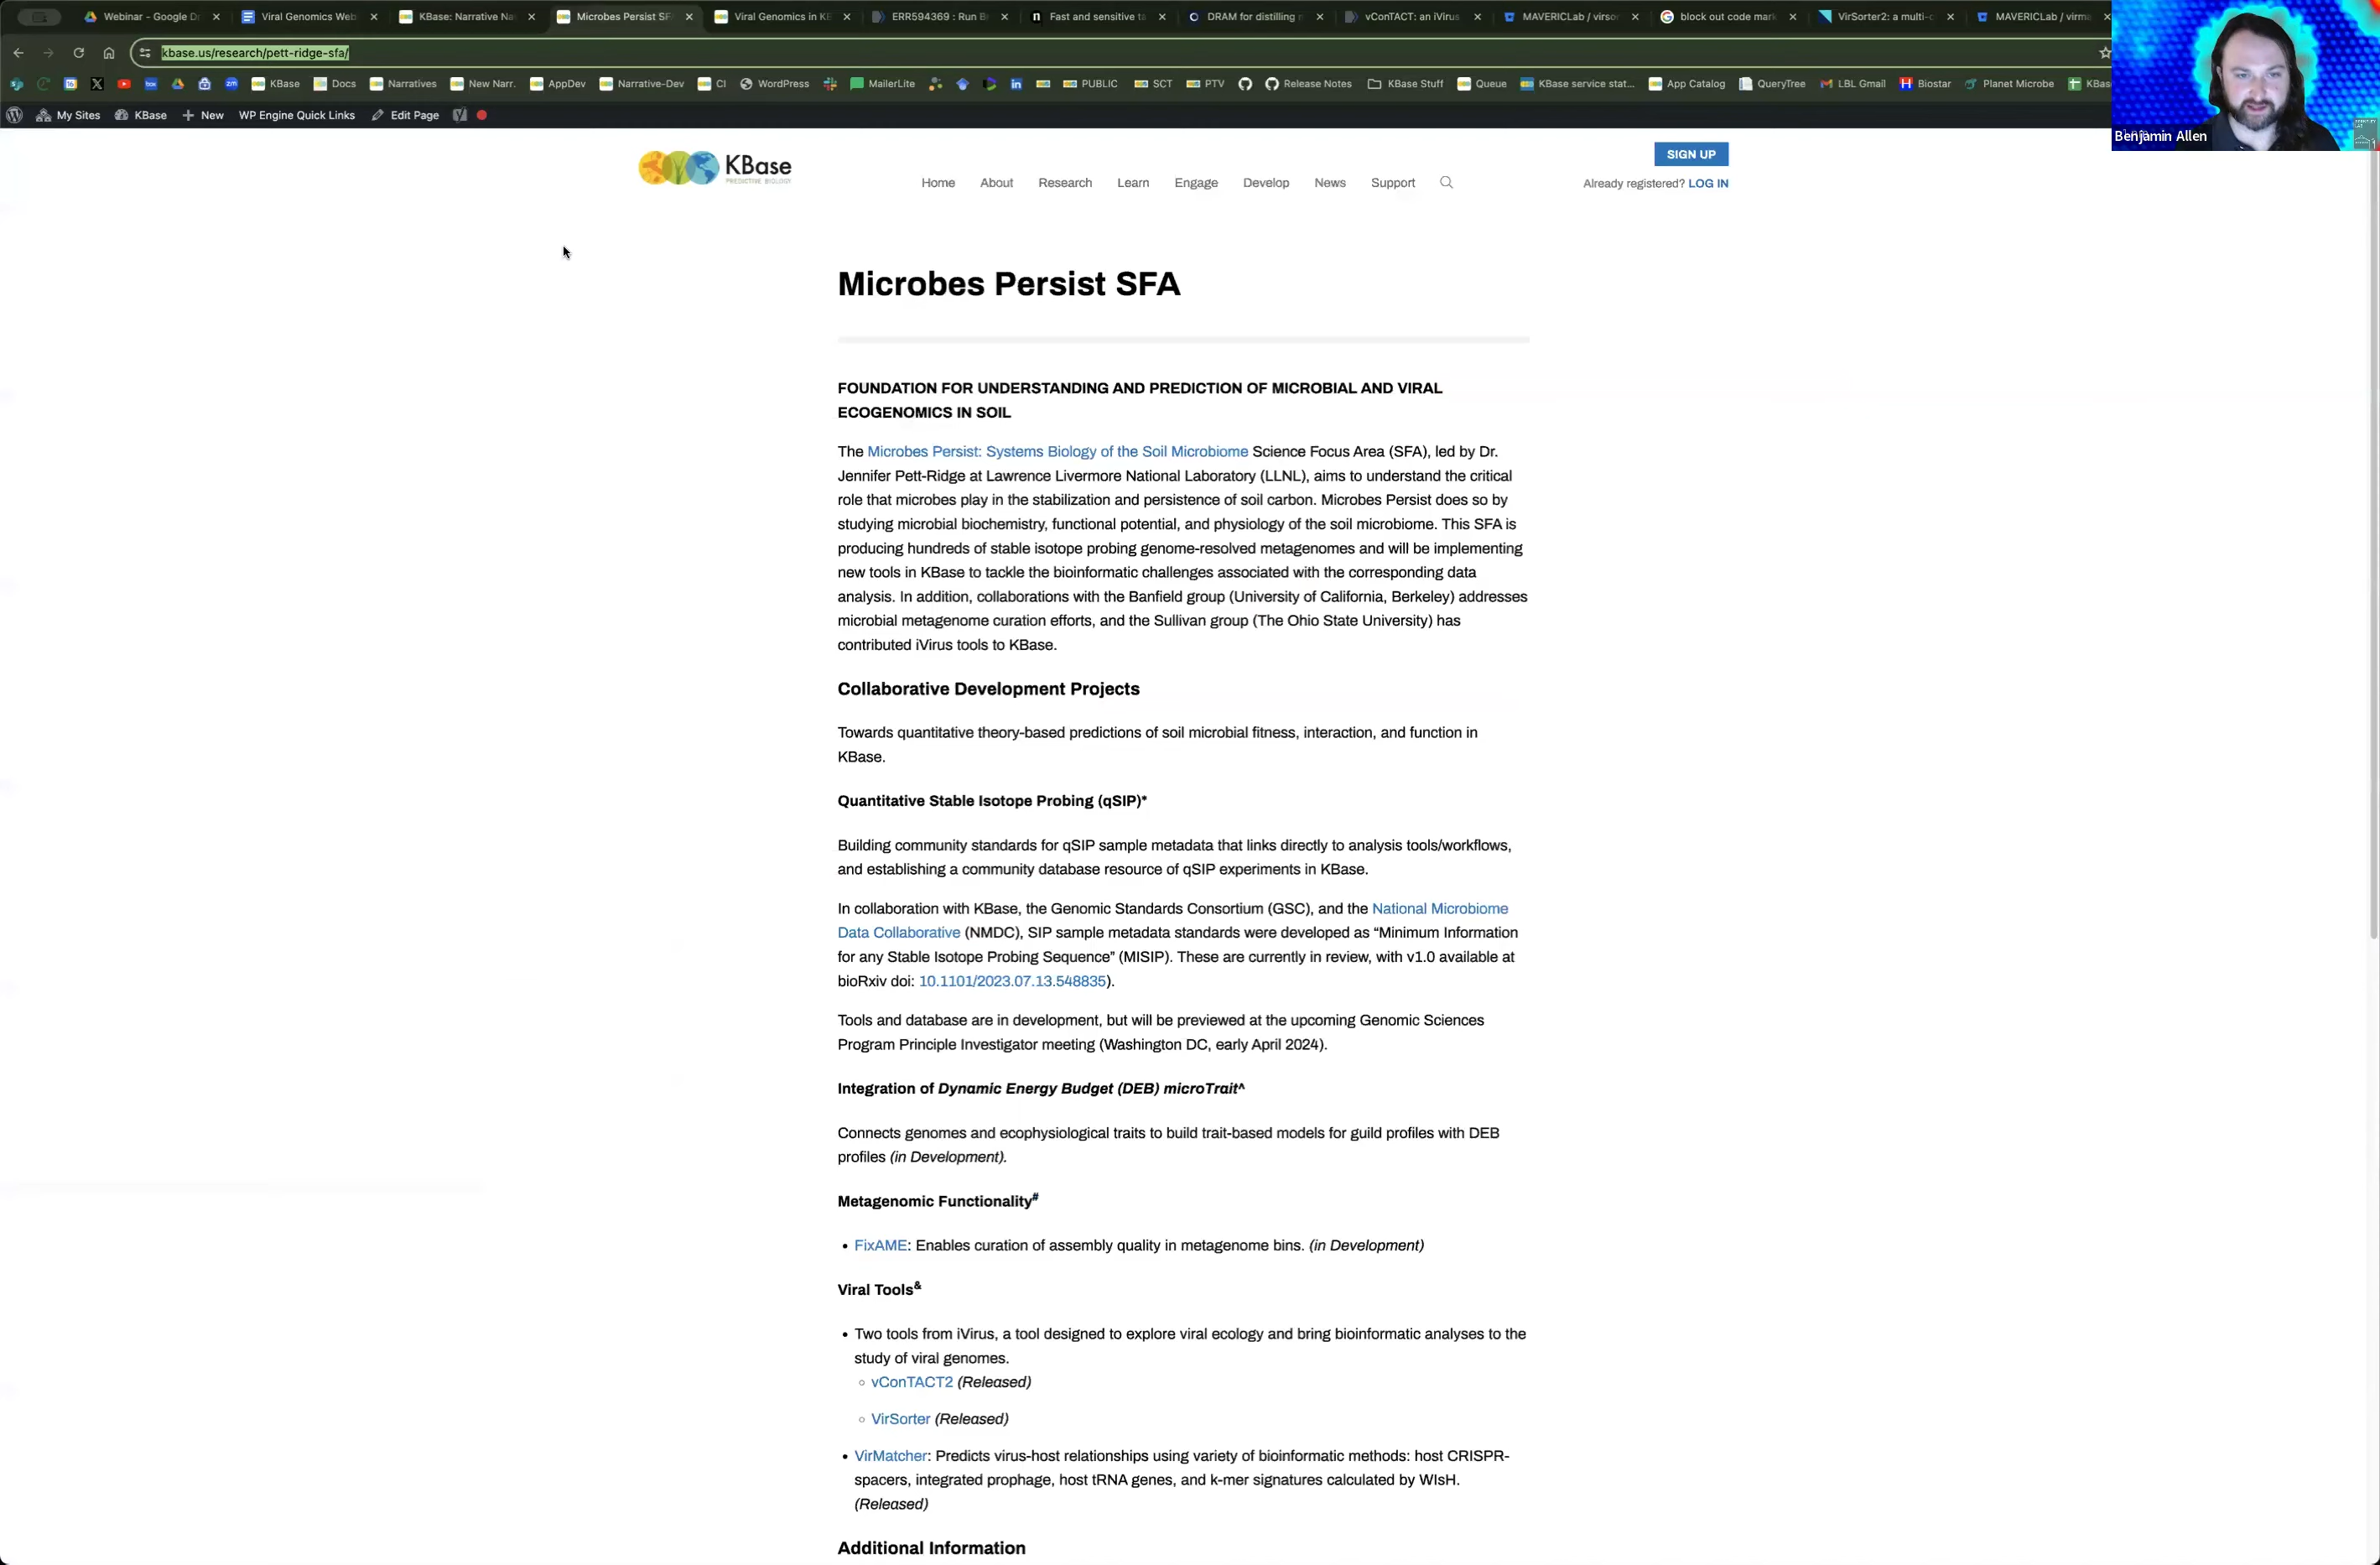 Webinar - Google D
Viral Genomics Web
KBase: Narrative Na
Microbes Persist SF
Viral Genomics in KB
ERR594369 : Run B
Fast and sensitive ta
DRAM for distilling m
vConTACT: an iVirus
MAVERICLab / virsor
block out code mark
VirSorter2: a multi-c
MAVERICLab / virma
kbase.us/research/pett-ridge-sfa/
KBase Docs Narratives New Narr. AppDev Narrative-Dev CI WordPress MailerLite PUBLIC SCT PTV Release Notes KBase Stuff Queue KBase service stat... App Catalog QueryTree LBL Gmail Biostar Planet Microbe KBas
My Sites KBase New WP Engine Quick Links Edit Page
Benjamin Allen
KBase
PREDICTIVE BIOLOGY
Home About Research Learn Engage Develop News Support
SIGN UP
Already registered? LOG IN
Microbes Persist SFA
FOUNDATION FOR UNDERSTANDING AND PREDICTION OF MICROBIAL AND VIRAL
ECOGENOMICS IN SOIL
The Microbes Persist: Systems Biology of the Soil Microbiome Science Focus Area (SFA), led by Dr.
Jennifer Pett-Ridge at Lawrence Livermore National Laboratory (LLNL), aims to understand the critical
role that microbes play in the stabilization and persistence of soil carbon. Microbes Persist does so by
studying microbial biochemistry, functional potential, and physiology of the soil microbiome. This SFA is
producing hundreds of stable isotope probing genome-resolved metagenomes and will be implementing
new tools in KBase to tackle the bioinformatic challenges associated with the corresponding data
analysis. In addition, collaborations with the Banfield group (University of California, Berkeley) addresses
microbial metagenome curation efforts, and the Sullivan group (The Ohio State University) has
contributed iVirus tools to KBase.
Collaborative Development Projects
Towards quantitative theory-based predictions of soil microbial fitness, interaction, and function in
KBase.
Quantitative Stable Isotope Probing (qSIP)*
Building community standards for qSIP sample metadata that links directly to analysis tools/workflows,
and establishing a community database resource of qSIP experiments in KBase.
In collaboration with KBase, the Genomic Standards Consortium (GSC), and the National Microbiome
Data Collaborative (NMDC), SIP sample metadata standards were developed as “Minimum Information
for any Stable Isotope Probing Sequence” (MISIP). These are currently in review, with v1.0 available at
bioRxiv doi: 10.1101/2023.07.13.548835).
Tools and database are in development, but will be previewed at the upcoming Genomic Sciences
Program Principle Investigator meeting (Washington DC, early April 2024).
Integration of Dynamic Energy Budget (DEB) microTrait^
Connects genomes and ecophysiological traits to build trait-based models for guild profiles with DEB
profiles (in Development).
Metagenomic Functionality#
• FixAME: Enables curation of assembly quality in metagenome bins. (in Development)
Viral Tools&
• Two tools from iVirus, a tool designed to explore viral ecology and bring bioinformatic analyses to the
study of viral genomes.
○ vConTACT2 (Released)
○ VirSorter (Released)
• VirMatcher: Predicts virus-host relationships using variety of bioinformatic methods: host CRISPR-
spacers, integrated prophage, host tRNA genes, and k-mer signatures calculated by WIsH.
(Released)
Additional Information